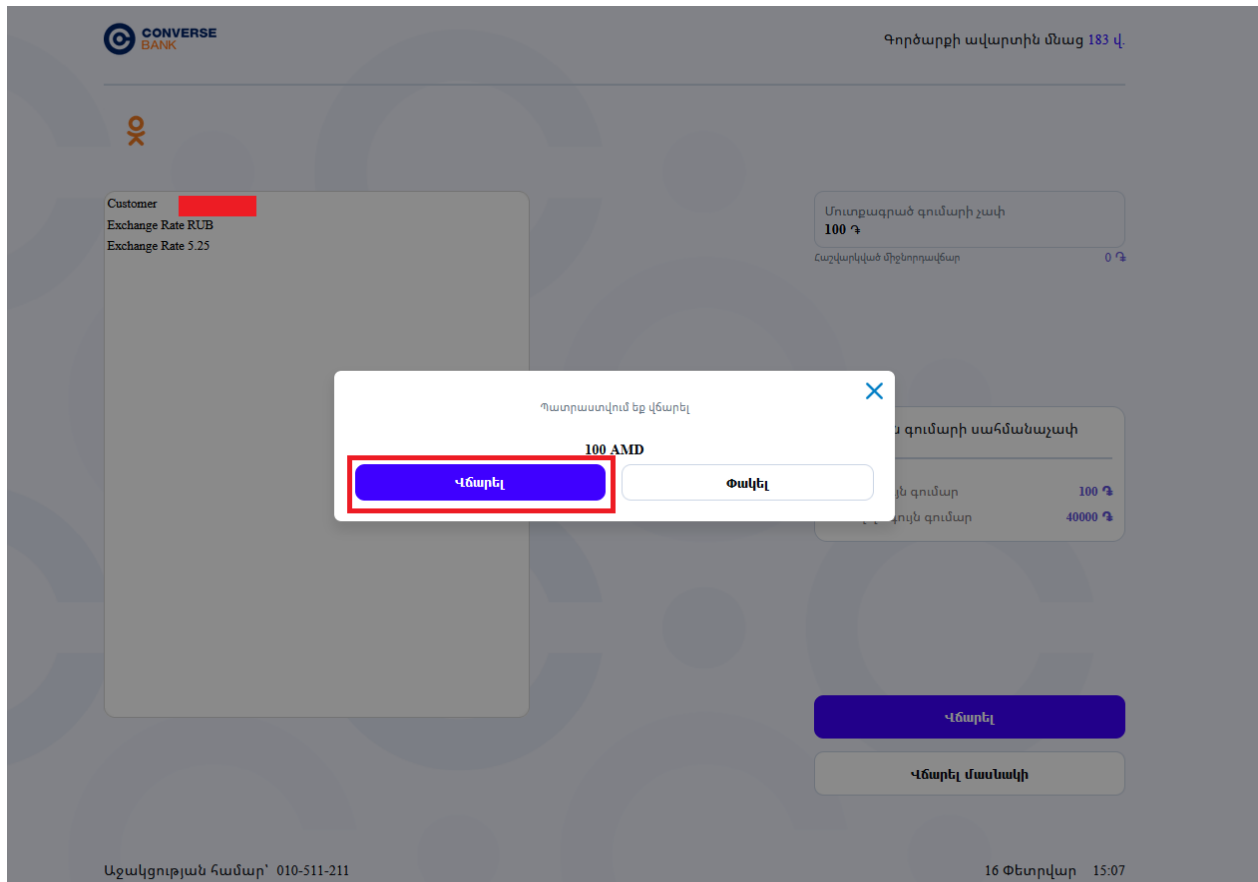 CONVERSE
BANK
Գործարքի ավարտին մնաց 183 վ.
Customer
Exchange Rate RUB
Exchange Rate 5.25
Մուտքագրած գումարի չափ
100 ֏
Հաշվարկված միջնորդավճար 0 ֏
Պատրաստվում եք վճարել
100 AMD
Վճարել
Փակել
գումարի սահմանաչափ
գումար 100 ֏
գումար 40000 ֏
Վճարել
Վճարել մասնակի
Աջակցության համար՝ 010-511-211
16 Փետրվար 15:07